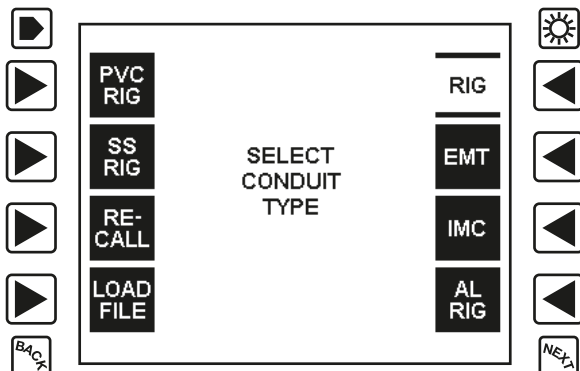 PVC
RIG
SS
RIG
RE-
CALL
LOAD
FILE
SELECT
CONDUIT
TYPE
RIG
EMT
IMC
AL
RIG
BACK
NEXT